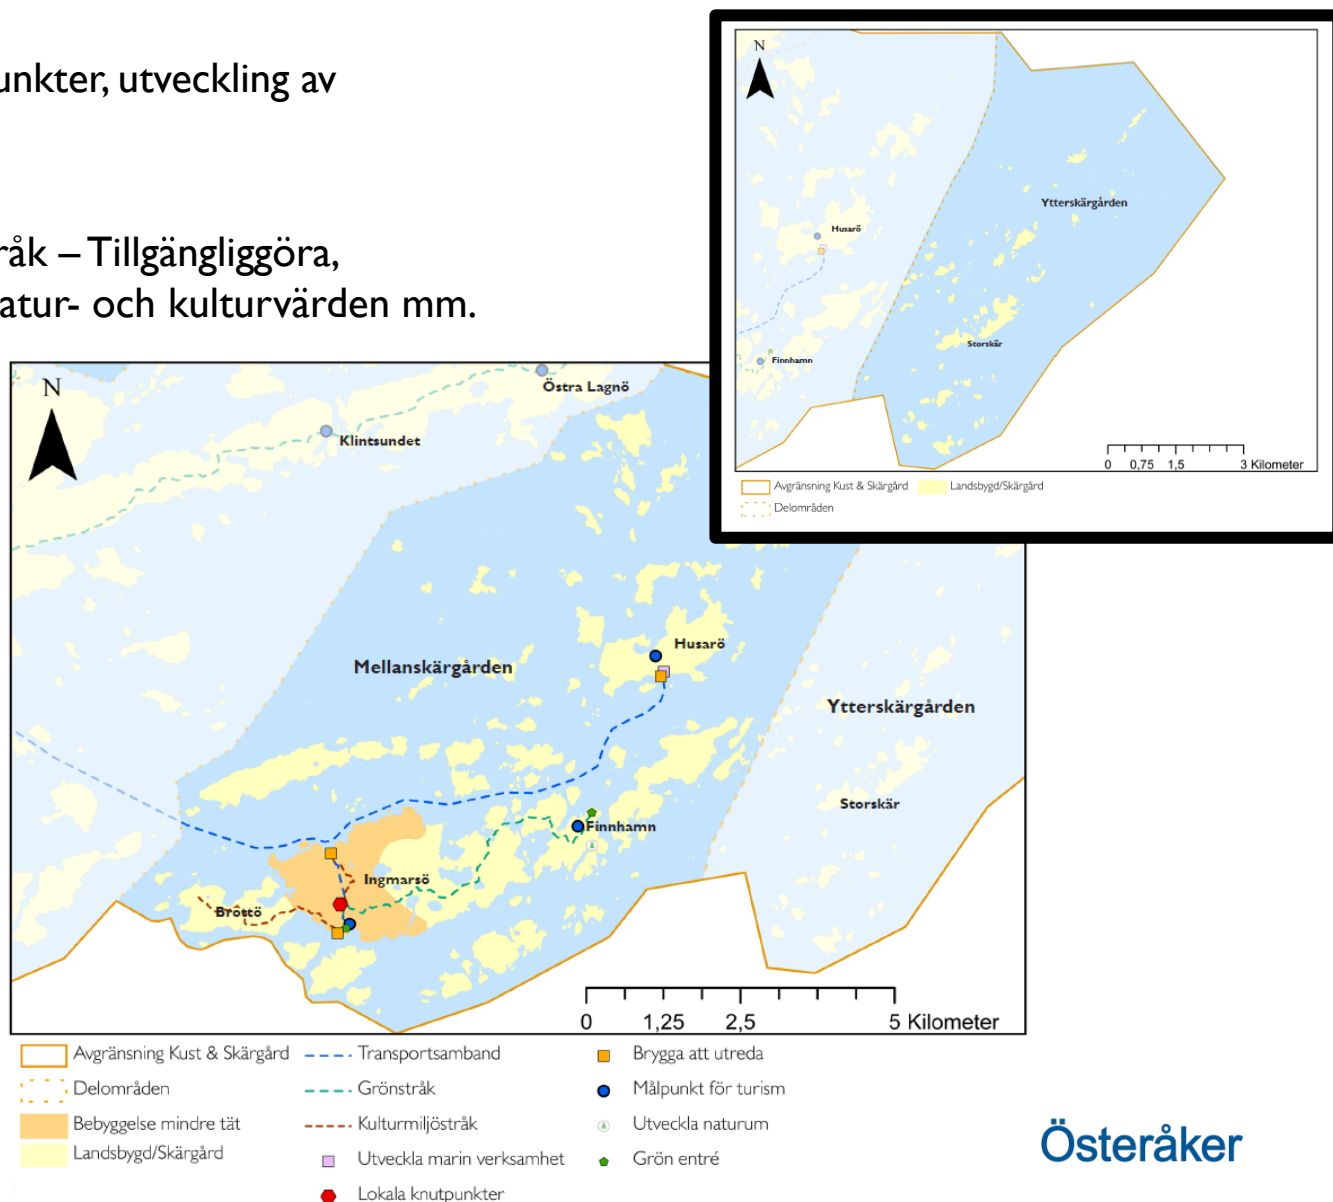 unkter, utveckling av
råk – Tillgängliggöra,
atur- och kulturvärden mm.
N
Ytterskärgården
Husarö
Storskär
Finnhamn
0 0,75 1,5 3 Kilometer
Avgränsning Kust & Skärgård Landsbygd/Skärgård
Delområden
N
Östra Lagnö
Klintsundet
Husarö
Mellanskärgården
Ytterskärgården
Storskär
Finnhamn
Ingmarsö
Brottö
0 1,25 2,5 5 Kilometer
Avgränsning Kust & Skärgård Transportsamband Brygga att utreda
Delområden Grönstråk Målpunkt för turism
Bebyggelse mindre tät Kulturmiljöstråk Utveckla naturum
Landsbygd/Skärgård Utveckla marin verksamhet Grön entré
Lokala knutpunkter
Österåker